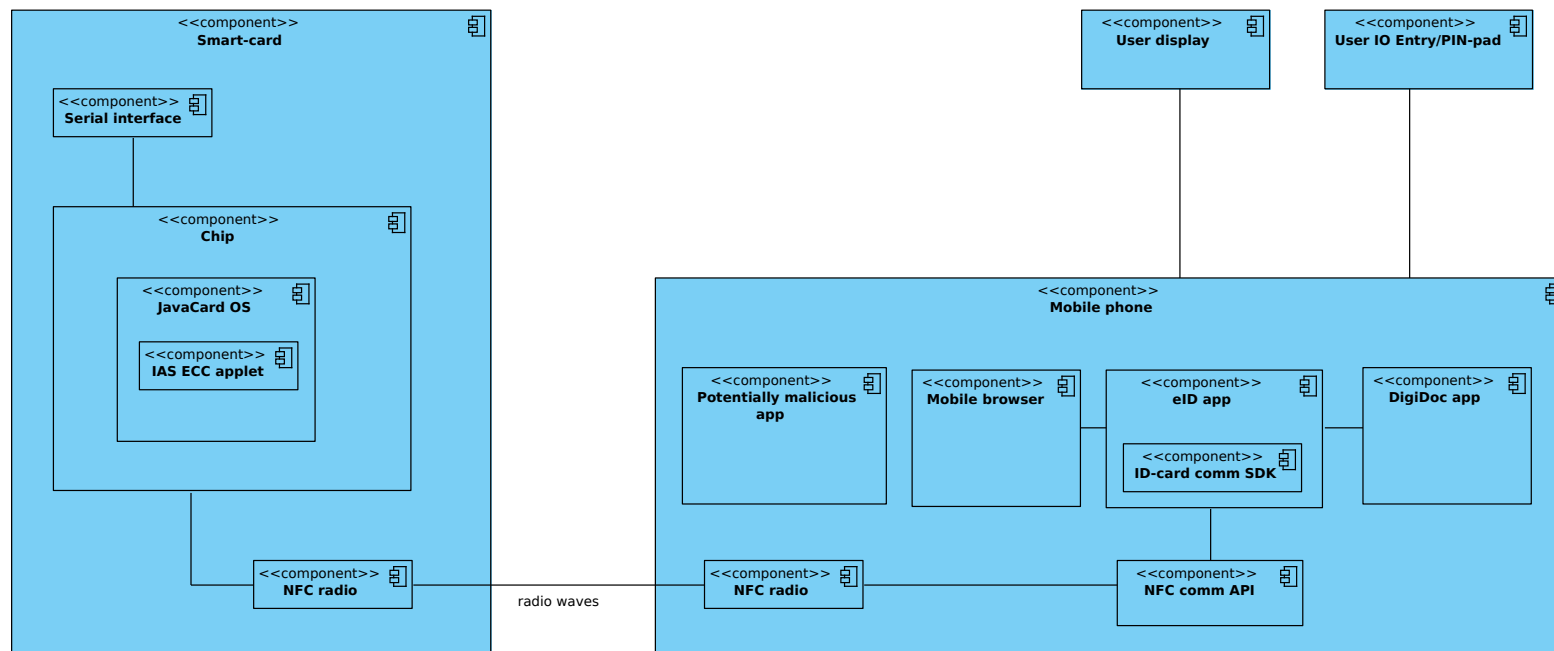 <<component>>
Smart-card
<<component>>
Serial interface
<<component>>
Chip
<<component>>
JavaCard OS
<<component>>
IAS ECC applet
<<component>>
NFC radio
radio waves
<<component>>
User display
<<component>>
User IO Entry/PIN-pad
<<component>>
Mobile phone
<<component>>
Potentially malicious
app
<<component>>
Mobile browser
<<component>>
eID app
<<component>>
ID-card comm SDK
<<component>>
DigiDoc app
<<component>>
NFC radio
<<component>>
NFC comm API